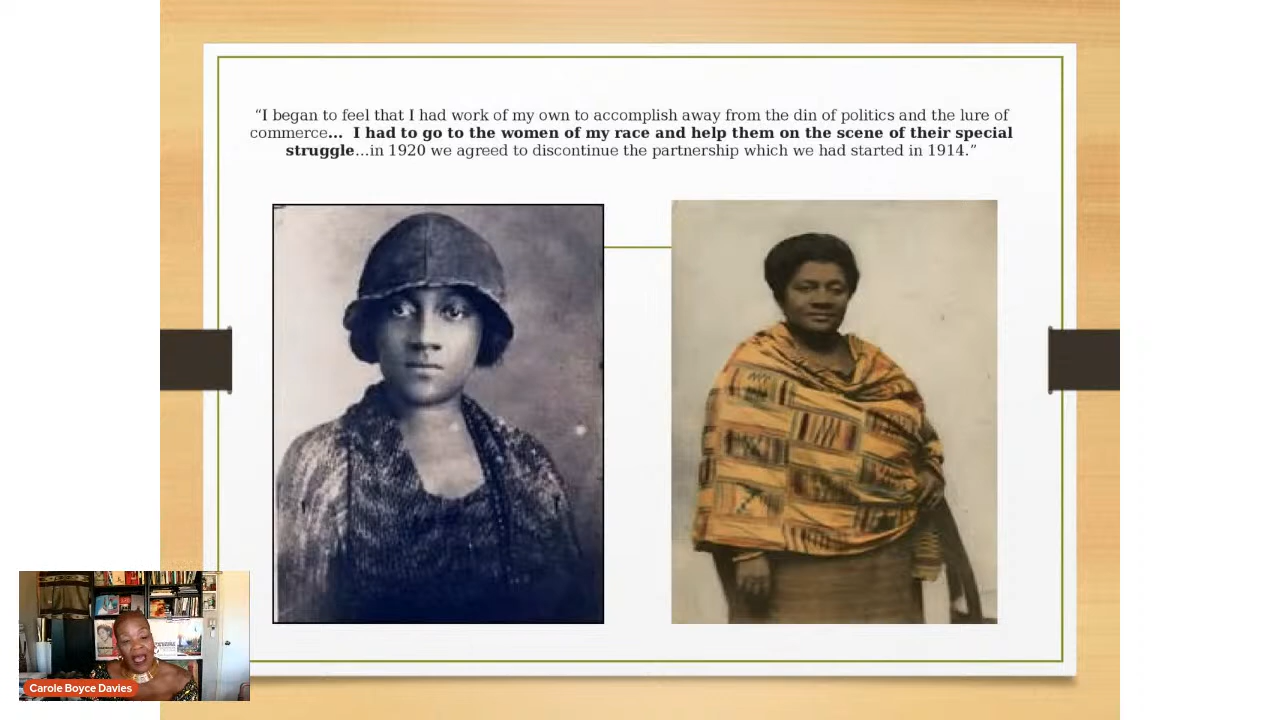 “I began to feel that I had work of my own to accomplish away from the din of politics and the lure of
commerce...  I had to go to the women of my race and help them on the scene of their special
struggle...in 1920 we agreed to discontinue the partnership which we had started in 1914.”
Carole Boyce Davies